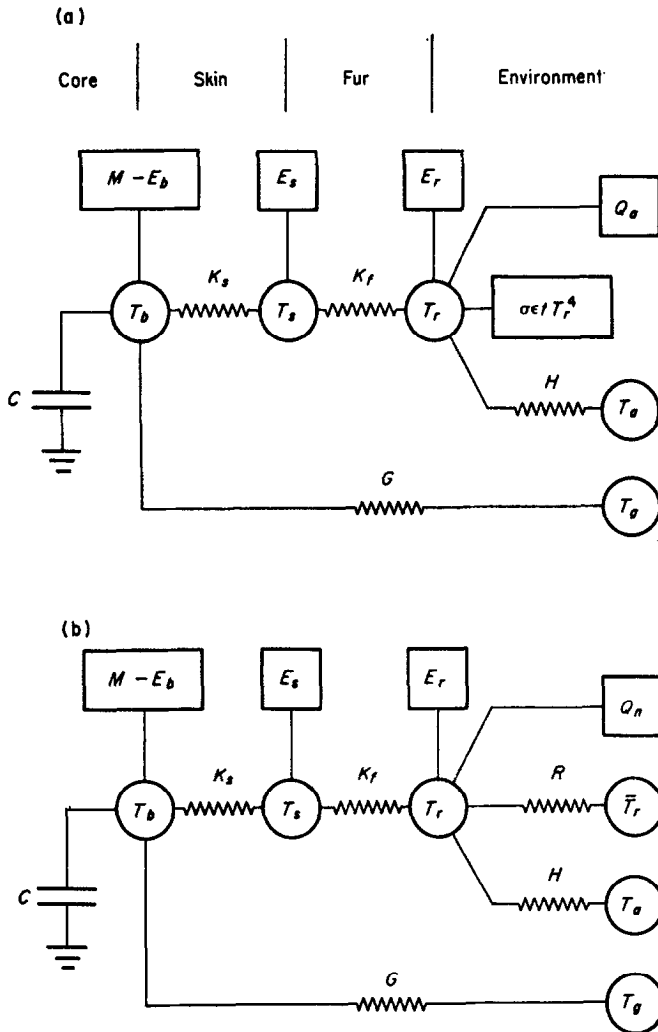 (a)
Core Skin Fur Environment
M − E_b E_s E_r Q_a
K_s K_f
T_b T_s T_r σϵf T_r^4
C H T_a
G T_g
(b)
M − E_b E_s E_r Q_n
K_s K_f R
T_b T_s T_r T̅_r
C H T_a
G T_g